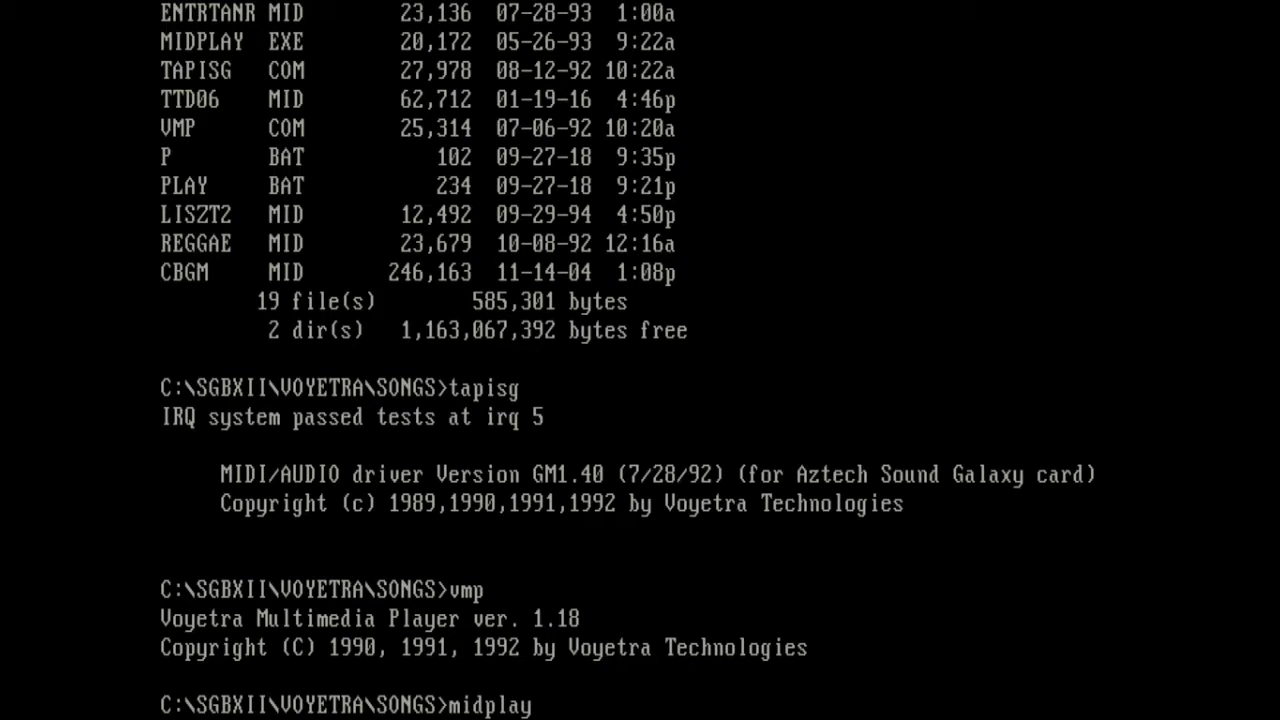 ENTRTANR MID 23,136 07-28-93 1:00a
MIDPLAY EXE 20,172 05-26-93 9:22a
TAPISG COM 27,978 08-12-92 10:22a
TTD06 MID 62,712 01-19-16 4:46p
VMP COM 25,314 07-06-92 10:20a
P BAT 102 09-27-18 9:35p
PLAY BAT 234 09-27-18 9:21p
LISZT2 MID 12,492 09-29-94 4:50p
REGGAE MID 23,679 10-08-92 12:16a
CBGM MID 246,163 11-14-04 1:08p
19 file(s) 585,301 bytes
2 dir(s) 1,163,067,392 bytes free
C:\SGBXII\VOYETRA\SONGS>tapisg
IRQ system passed tests at irq 5
MIDI/AUDIO driver Version GM1.40 (7/28/92) (for Aztech Sound Galaxy card)
Copyright (c) 1989,1990,1991,1992 by Voyetra Technologies
C:\SGBXII\VOYETRA\SONGS>vmp
Voyetra Multimedia Player ver. 1.18
Copyright (C) 1990, 1991, 1992 by Voyetra Technologies
C:\SGBXII\VOYETRA\SONGS>midplay